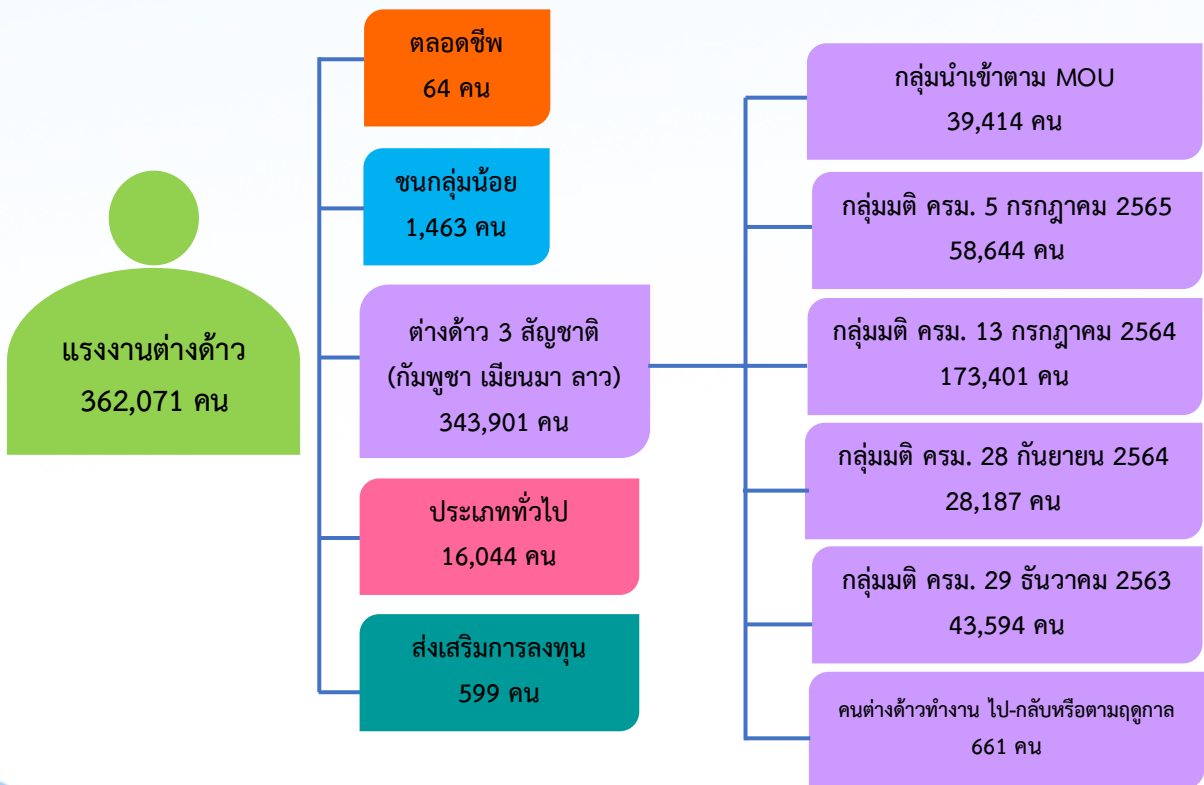 แรงงานต่างด้าว
362,071 คน
ตลอดชีพ
64 คน
ชนกลุ่มน้อย
1,463 คน
ต่างด้าว 3 สัญชาติ
(กัมพูชา เมียนมา ลาว)
343,901 คน
ประเภททั่วไป
16,044 คน
ส่งเสริมการลงทุน
599 คน
กลุ่มนำเข้าตาม MOU
39,414 คน
กลุ่มมติ ครม. 5 กรกฎาคม 2565
58,644 คน
กลุ่มมติ ครม. 13 กรกฎาคม 2564
173,401 คน
กลุ่มมติ ครม. 28 กันยายน 2564
28,187 คน
กลุ่มมติ ครม. 29 ธันวาคม 2563
43,594 คน
คนต่างด้าวทำงาน ไป-กลับหรือตามฤดูกาล
661 คน